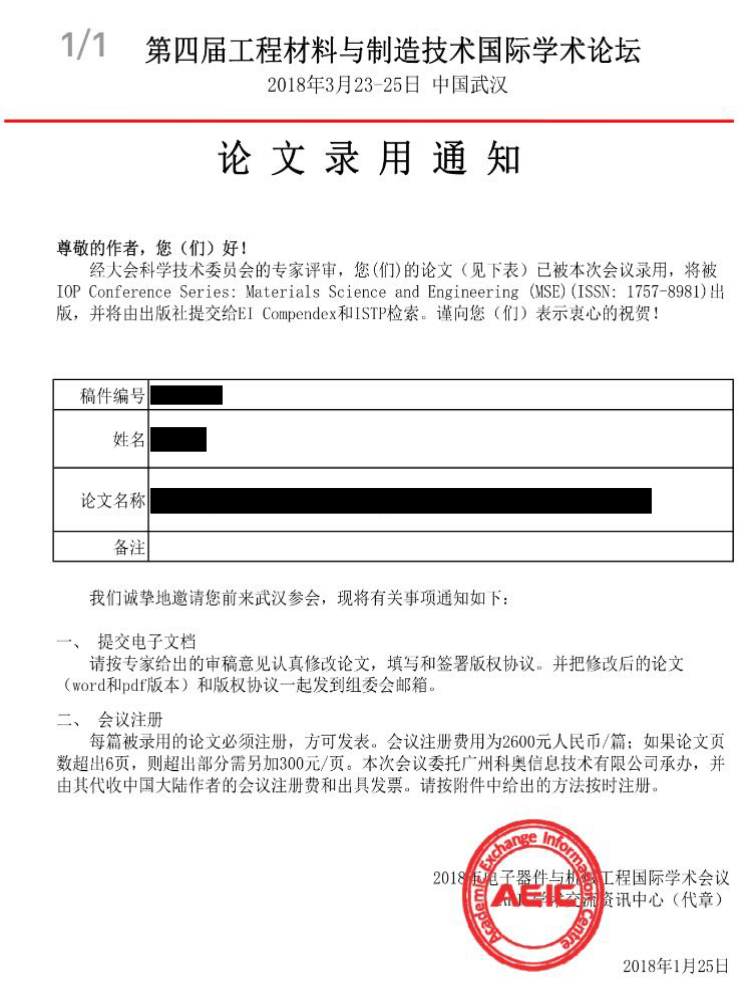 1/1
第四届工程材料与制造技术国际学术论坛
2018年3月23-25日 中国武汉
论文录用通知
尊敬的作者，您（们）好！
经大会科学技术委员会的专家评审，您(们)的论文（见下表）已被本次会议录用，将被
IOP Conference Series: Materials Science and Engineering (MSE)(ISSN: 1757-8981)出
版，并将由出版社提交给EI Compendex和ISTP检索。谨向您（们）表示衷心的祝贺！
稿件编号
姓名
论文名称
备注
我们诚挚地邀请您前来武汉参会，现将有关事项通知如下：
一、 提交电子文档
请按专家给出的审稿意见认真修改论文，填写和签署版权协议。并把修改后的论文
（word和pdf版本）和版权协议一起发到组委会邮箱。
二、 会议注册
每篇被录用的论文必须注册，方可发表。会议注册费用为2600元人民币/篇；如果论文页
数超出6页，则超出部分需另加300元/页。本次会议委托广州科奥信息技术有限公司承办，并
由其代收中国大陆作者的会议注册费和出具发票。请按附件中给出的方法按时注册。
2018年电子器件与机械工程国际学术会议
AEIC学术交流资讯中心（代章）
Academic Exchange Information Centre
AEIC
2018年1月25日